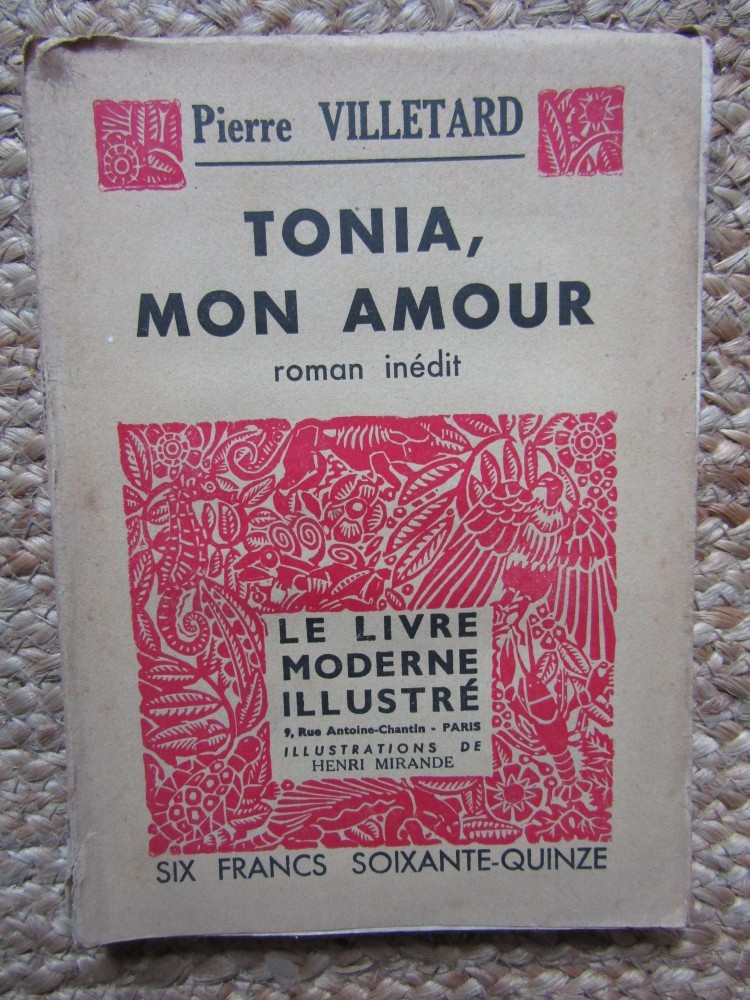 Pierre VILLETARD
TONIA,
MON AMOUR
roman inédit
LE LIVRE
MODERNE
ILLUSTRÉ
9, Rue Antoine-Chantin - PARIS
ILLUSTRATIONS DE
HENRI MIRANDE
SIX FRANCS SOIXANTE-QUINZE